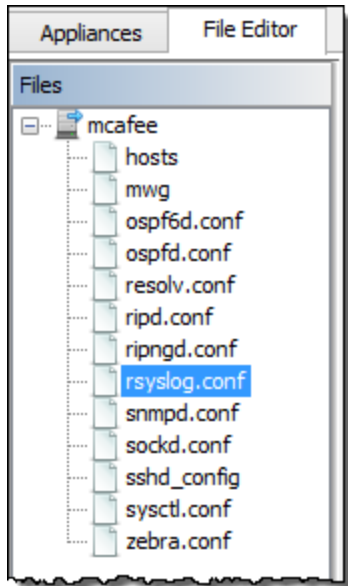 Appliances File Editor
Files
mcafee
hosts
mwg
ospf6d.conf
ospfd.conf
resolv.conf
ripd.conf
ripngd.conf
rsyslog.conf
snmpd.conf
sockd.conf
sshd_config
sysctl.conf
zebra.conf